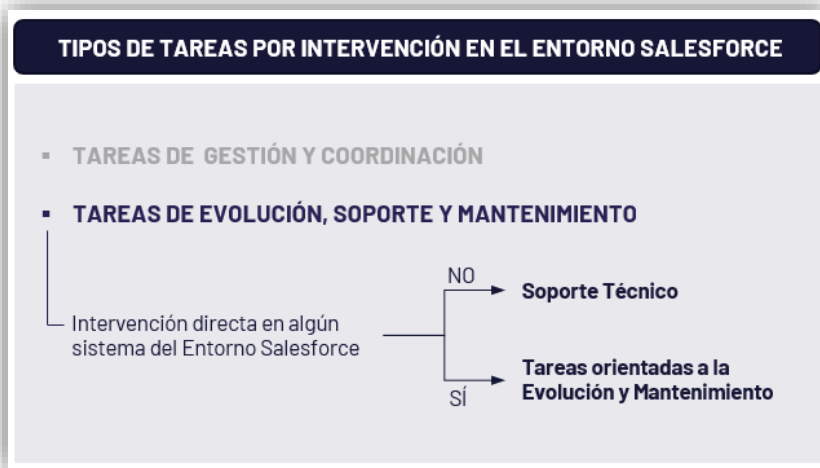 TIPOS DE TAREAS POR INTERVENCIÓN EN EL ENTORNO SALESFORCE
▪ TAREAS DE GESTIÓN Y COORDINACIÓN
▪ TAREAS DE EVOLUCIÓN, SOPORTE Y MANTENIMIENTO
NO
Soporte Técnico
Intervención directa en algún
sistema del Entorno Salesforce
Tareas orientadas a la
Evolución y Mantenimiento
SÍ